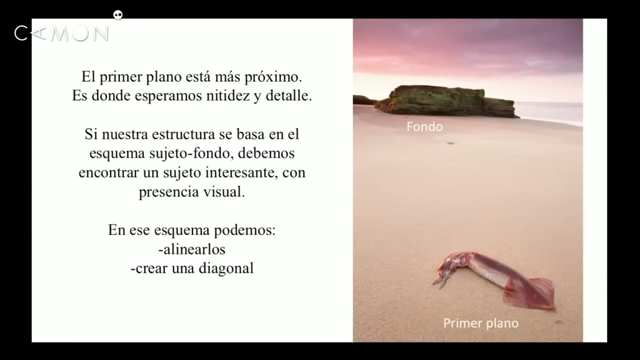 CAMON
El primer plano está más próximo.
Es donde esperamos nitidez y detalle.
Si nuestra estructura se basa en el
esquema sujeto-fondo, debemos
encontrar un sujeto interesante, con
presencia visual.
En ese esquema podemos:
-alinearlos
-crear una diagonal
Fondo
Primer plano